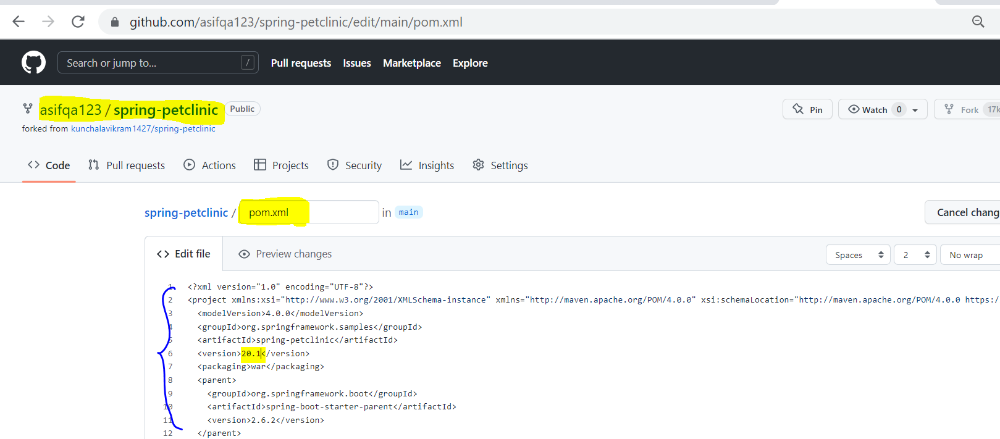 github.com/asifqa123/spring-petclinic/edit/main/pom.xml
Search or jump to... / Pull requests Issues Marketplace Explore
asifqa123 / spring-petclinic Public Pin Watch 0 Fork 17k
forked from kunchalavikram1427/spring-petclinic
Code Pull requests Actions Projects Security Insights Settings
spring-petclinic / pom.xml in main Cancel chang
<> Edit file Preview changes Spaces 2 No wrap
1 <?xml version="1.0" encoding="UTF-8"?>
2 <project xmlns:xsi="http://www.w3.org/2001/XMLSchema-instance" xmlns="http://maven.apache.org/POM/4.0.0" xsi:schemaLocation="http://maven.apache.org/POM/4.0.0 https:/
3 <modelVersion>4.0.0</modelVersion>
4 <groupId>org.springframework.samples</groupId>
5 <artifactId>spring-petclinic</artifactId>
6 <version>20.1</version>
7 <packaging>war</packaging>
8 <parent>
9 <groupId>org.springframework.boot</groupId>
10 <artifactId>spring-boot-starter-parent</artifactId>
11 <version>2.6.2</version>
12 </parent>